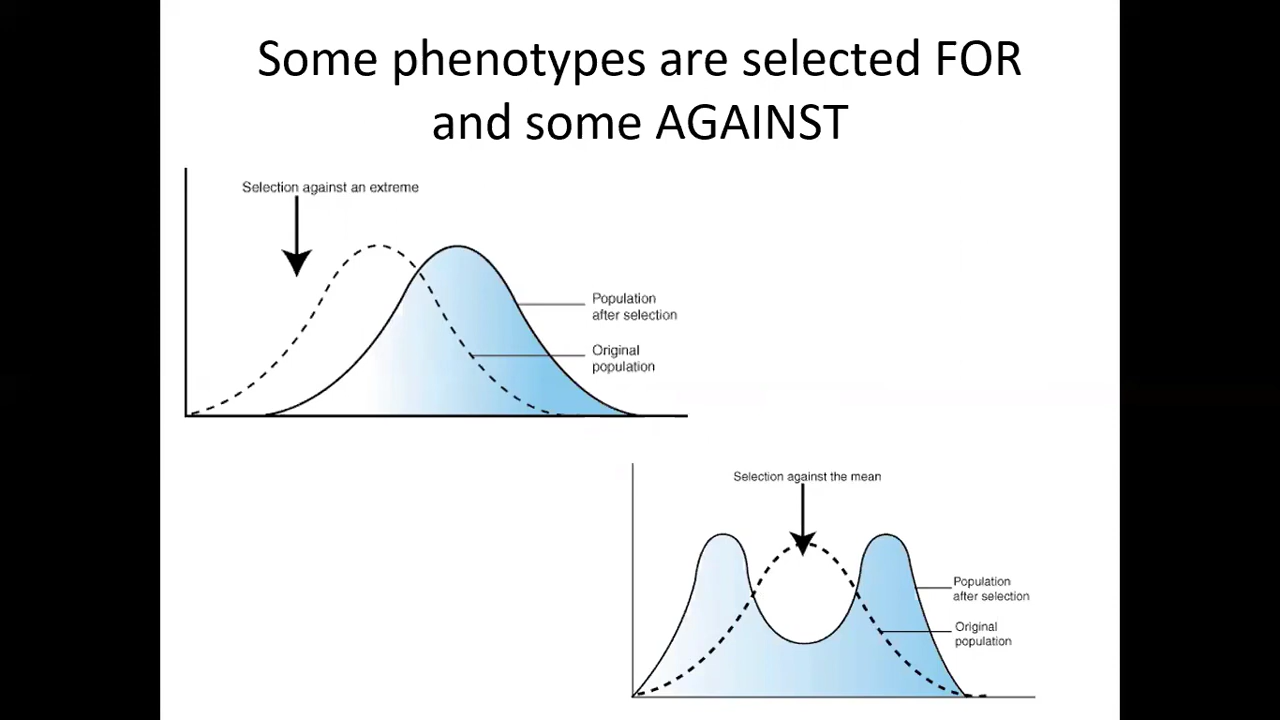 Some phenotypes are selected FOR
and some AGAINST
Selection against an extreme
Population
after selection
Original
population
Selection against the mean
Population
after selection
Original
population